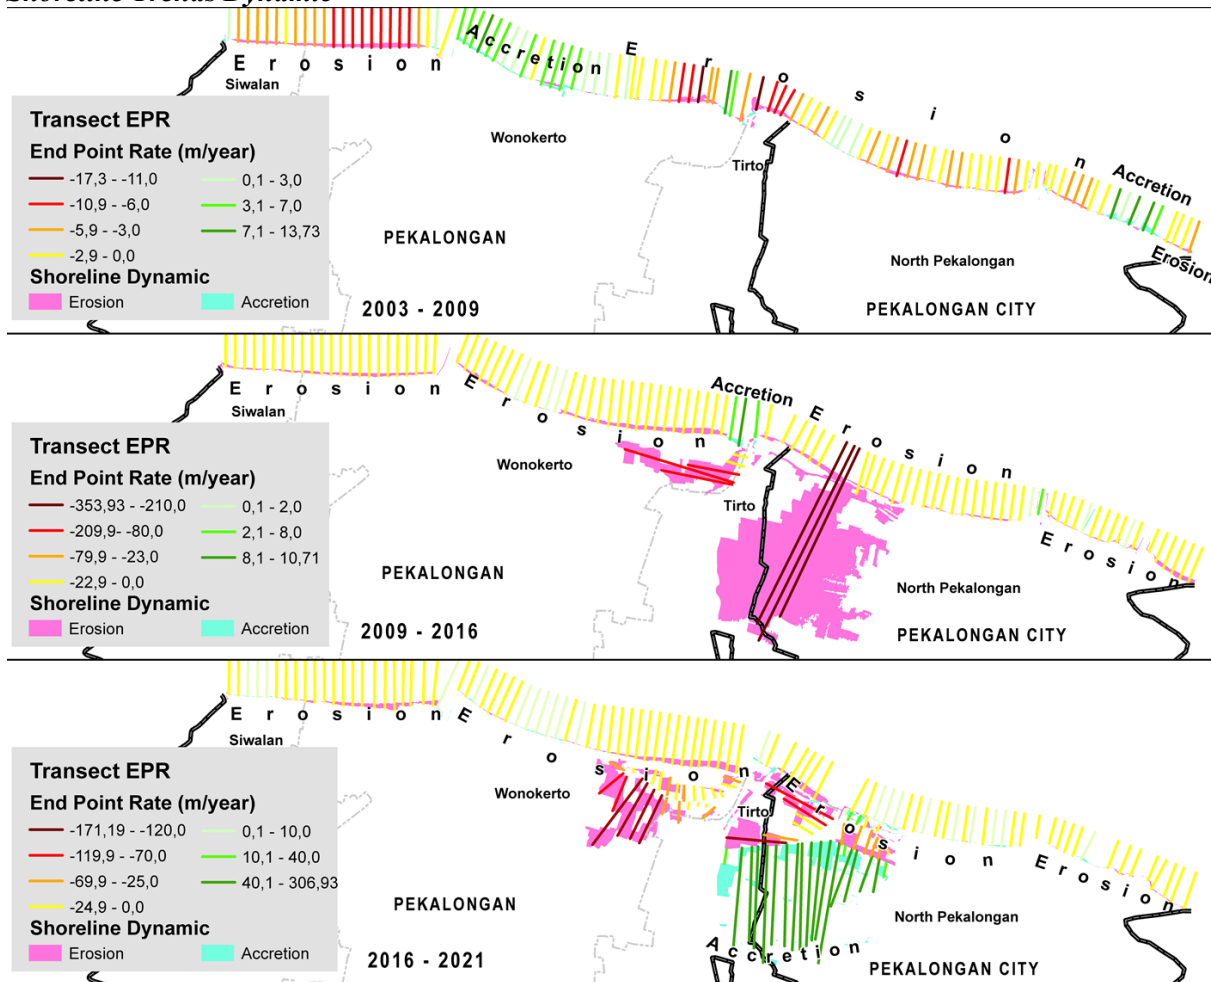 Shoreline Trends Dynamic
Erosion
Accretion
Erosion
Accretion
Erosion
Siwalan
Wonokerto
Tirto
PEKALONGAN
North Pekalongan
2003 - 2009
PEKALONGAN CITY
Transect EPR
End Point Rate (m/year)
-17,3 - -11,0
-10,9 - -6,0
-5,9 - -3,0
-2,9 - 0,0
0,1 - 3,0
3,1 - 7,0
7,1 - 13,73
Shoreline Dynamic
Erosion
Accretion
Erosion
Erosion
Accretion
Erosion
Erosion
Siwalan
Wonokerto
Tirto
PEKALONGAN
North Pekalongan
2009 - 2016
PEKALONGAN CITY
Transect EPR
End Point Rate (m/year)
-353,93 - -210,0
-209,9- -80,0
-79,9 - -23,0
-22,9 - 0,0
0,1 - 2,0
2,1 - 8,0
8,1 - 10,71
Shoreline Dynamic
Erosion
Accretion
Erosion
Erosion
Erosion
Erosion
Accretion
Siwalan
Wonokerto
Tirto
PEKALONGAN
North Pekalongan
2016 - 2021
PEKALONGAN CITY
Transect EPR
End Point Rate (m/year)
-171,19 - -120,0
-119,9 - -70,0
-69,9 - -25,0
-24,9 - 0,0
0,1 - 10,0
10,1 - 40,0
40,1 - 306,93
Shoreline Dynamic
Erosion
Accretion